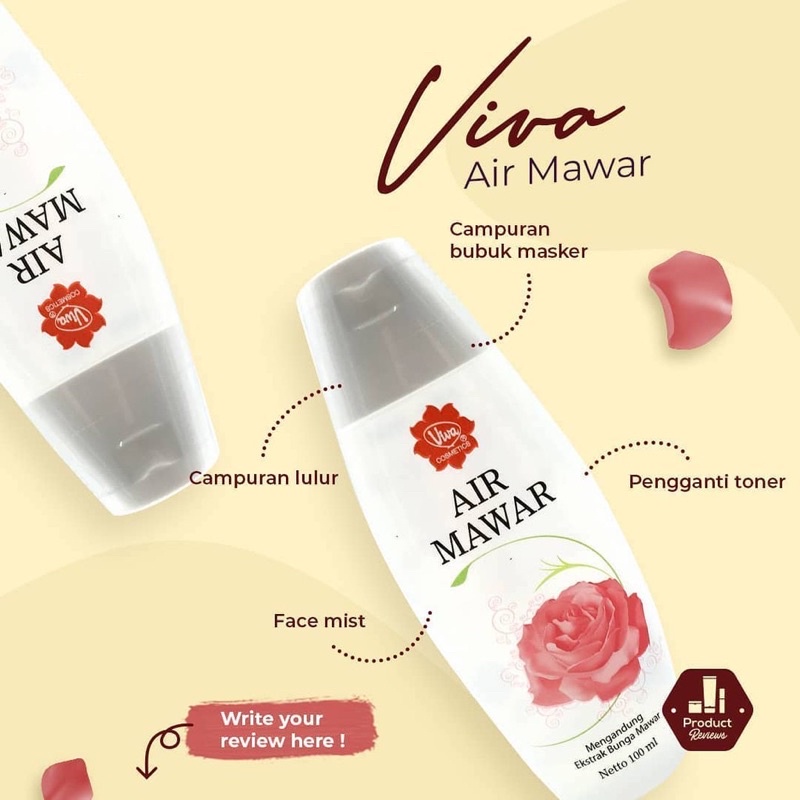 Viva
Air Mawar
Campuran
bubuk masker
Campuran lulur
Pengganti toner
Face mist
Viva
COSMETICS
®
AIR
MAWAR
Mengandung
Ekstrak Bunga Mawar
Netto 100 ml
AIR
MAWA
Viva
COSMETICS
®
Write your
review here !
Product
Reviews